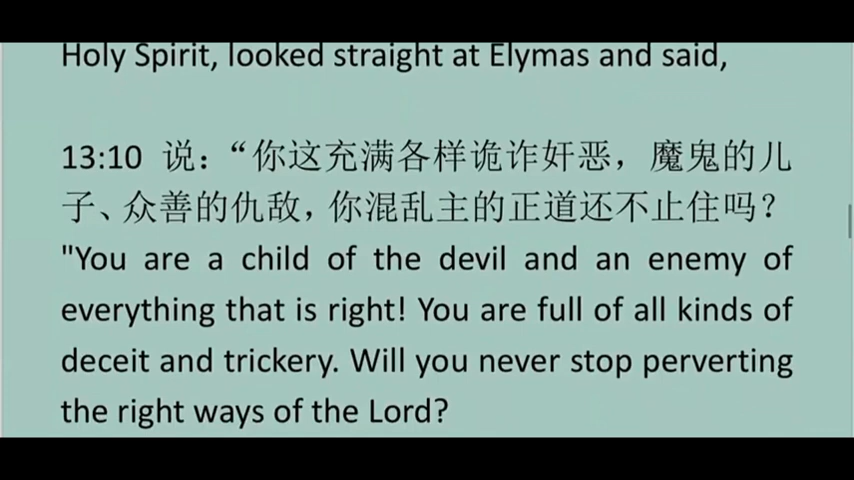 Holy Spirit, looked straight at Elymas and said,
13:10 说：“你这充满各样诡诈奸恶，魔鬼的儿
子、众善的仇敌，你混乱主的正道还不止住吗？
"You are a child of the devil and an enemy of
everything that is right! You are full of all kinds of
deceit and trickery. Will you never stop perverting
the right ways of the Lord?